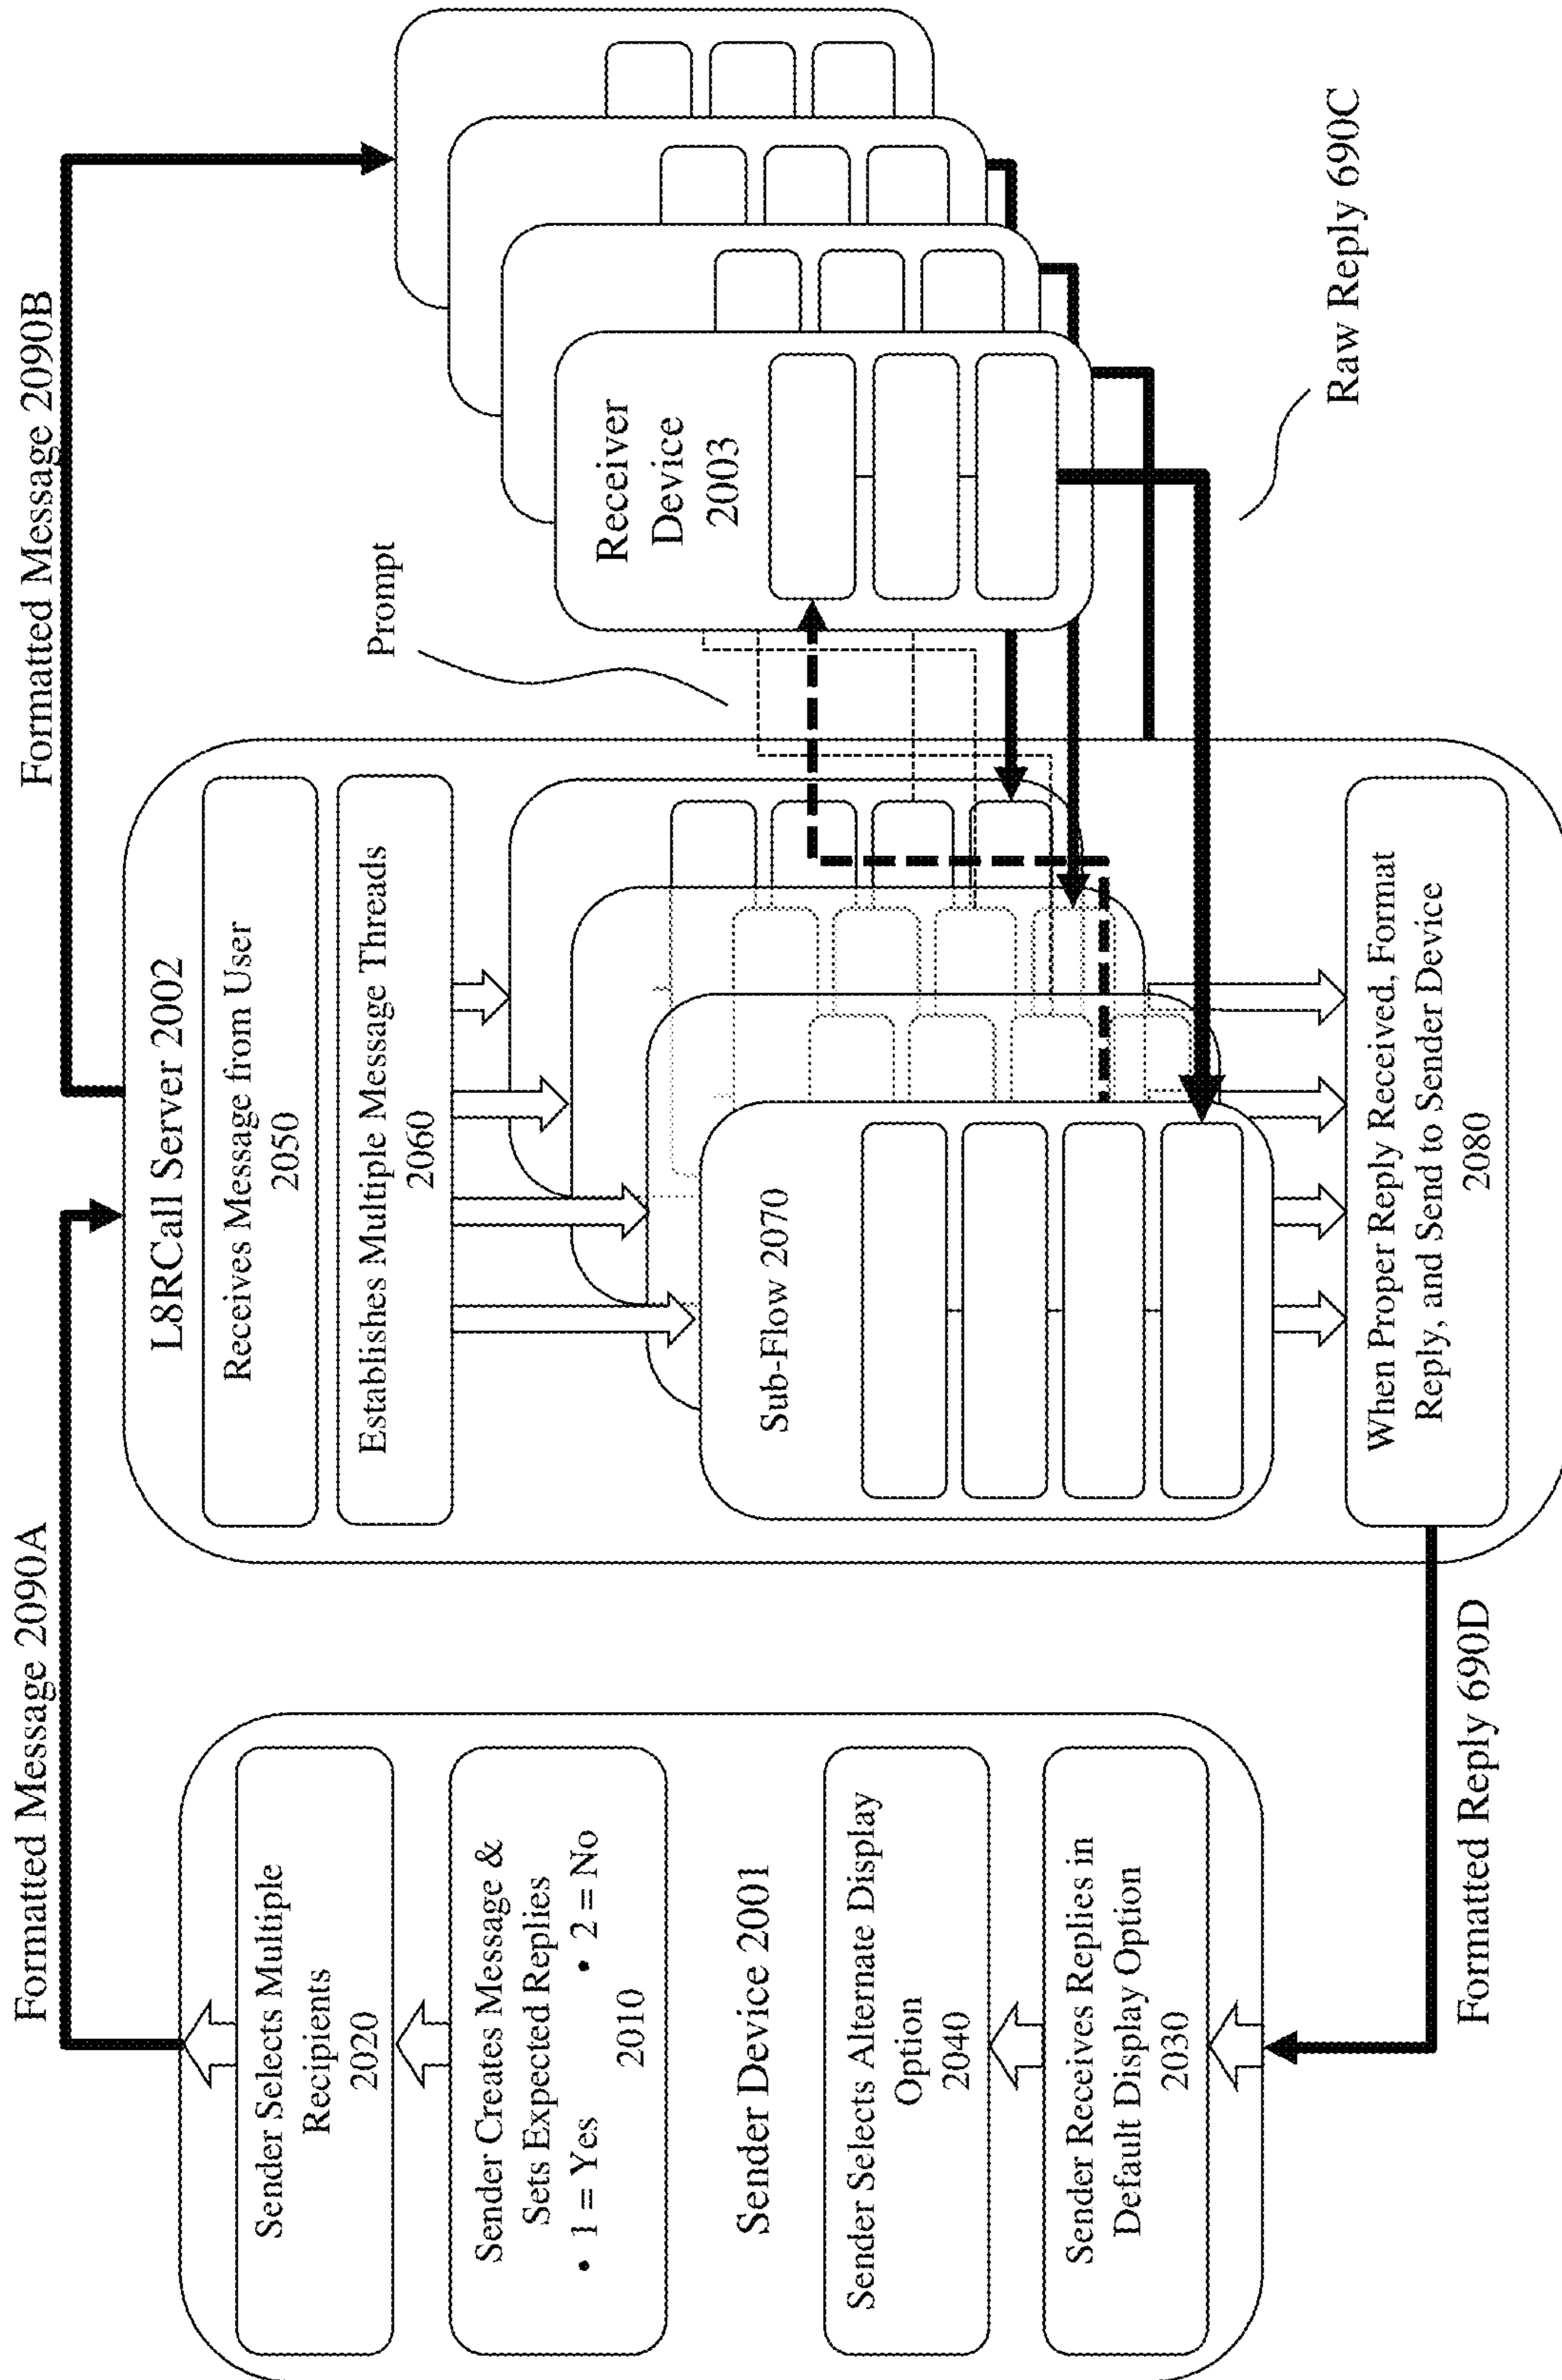 Formatted Message 2090A
Formatted Message 2090B
Sender Selects Multiple
Recipients
2020
Sender Creates Message &
Sets Expected Replies
• 1 = Yes • 2 = No
2010
Sender Device 2001
Sender Selects Alternate Display
Option
2040
Sender Receives Replies in
Default Display Option
2030
Formatted Reply 690D
L8RCall Server 2002
Receives Message from User
2050
Establishes Multiple Message Threads
2060
Sub-Flow 2070
When Proper Reply Received, Format
Reply, and Send to Sender Device
2080
Prompt
Receiver
Device
2003
Raw Reply 690C